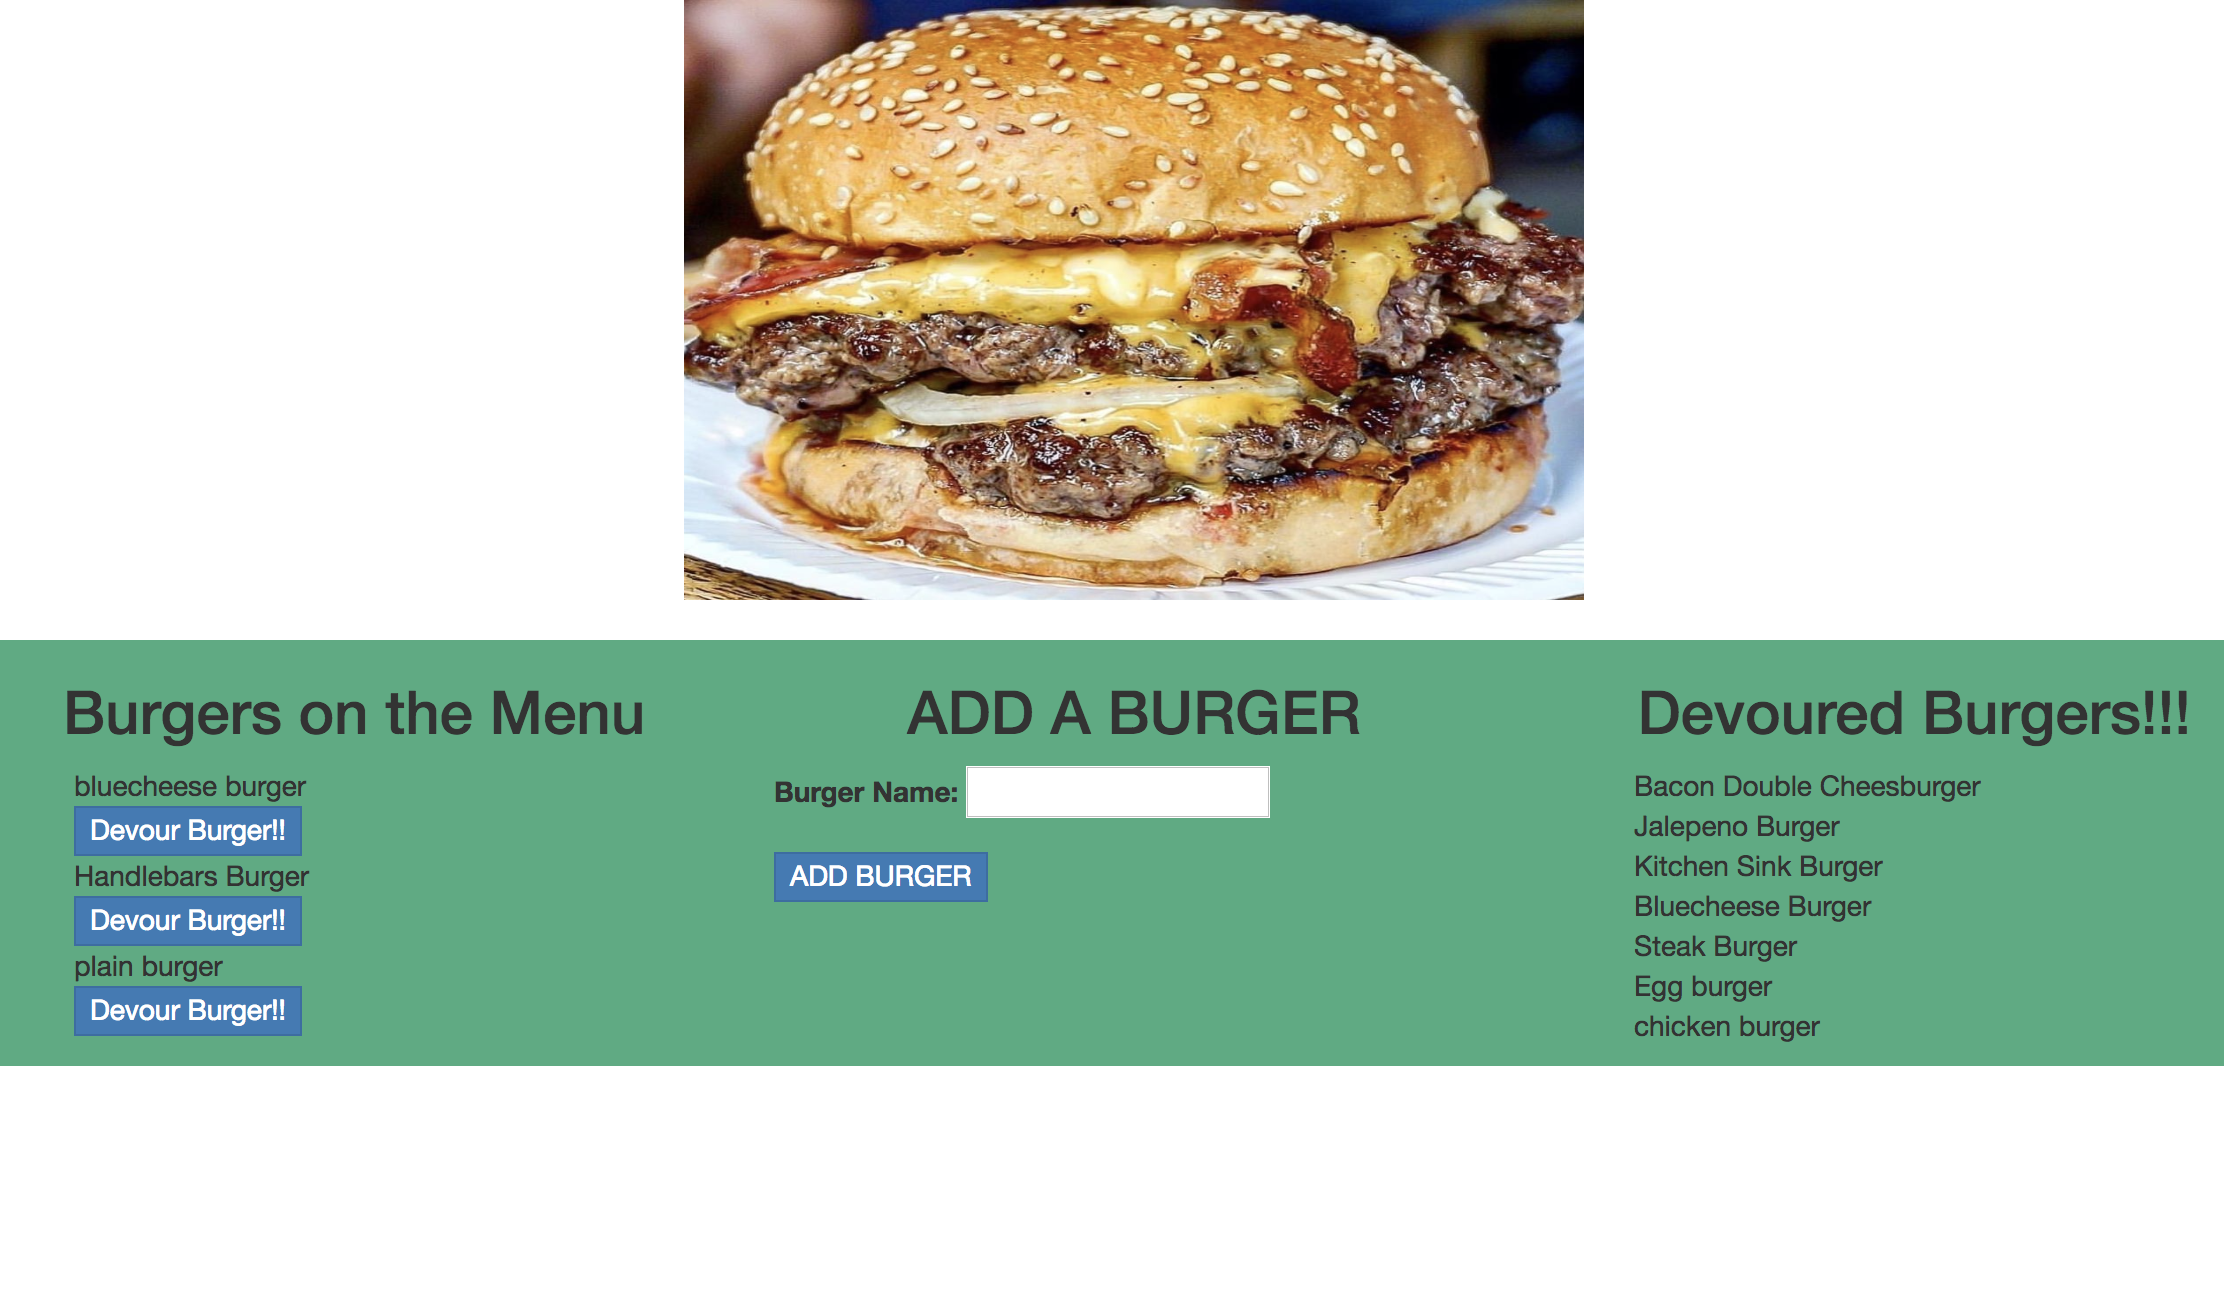 Burgers on the Menu
bluecheese burger
Devour Burger!!
Handlebars Burger
Devour Burger!!
plain burger
Devour Burger!!
ADD A BURGER
Burger Name:
ADD BURGER
Devoured Burgers!!!
Bacon Double Cheesburger
Jalepeno Burger
Kitchen Sink Burger
Bluecheese Burger
Steak Burger
Egg burger
chicken burger